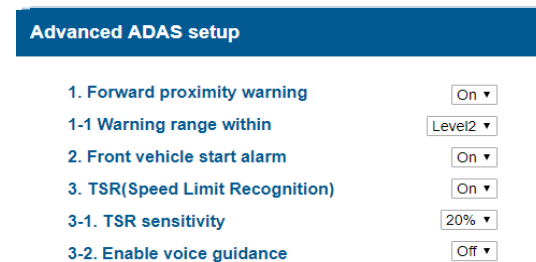 Advanced ADAS setup
1. Forward proximity warning On ▼
1-1 Warning range within Level2 ▼
2. Front vehicle start alarm On ▼
3. TSR(Speed Limit Recognition) On ▼
3-1. TSR sensitivity 20% ▼
3-2. Enable voice guidance Off ▼